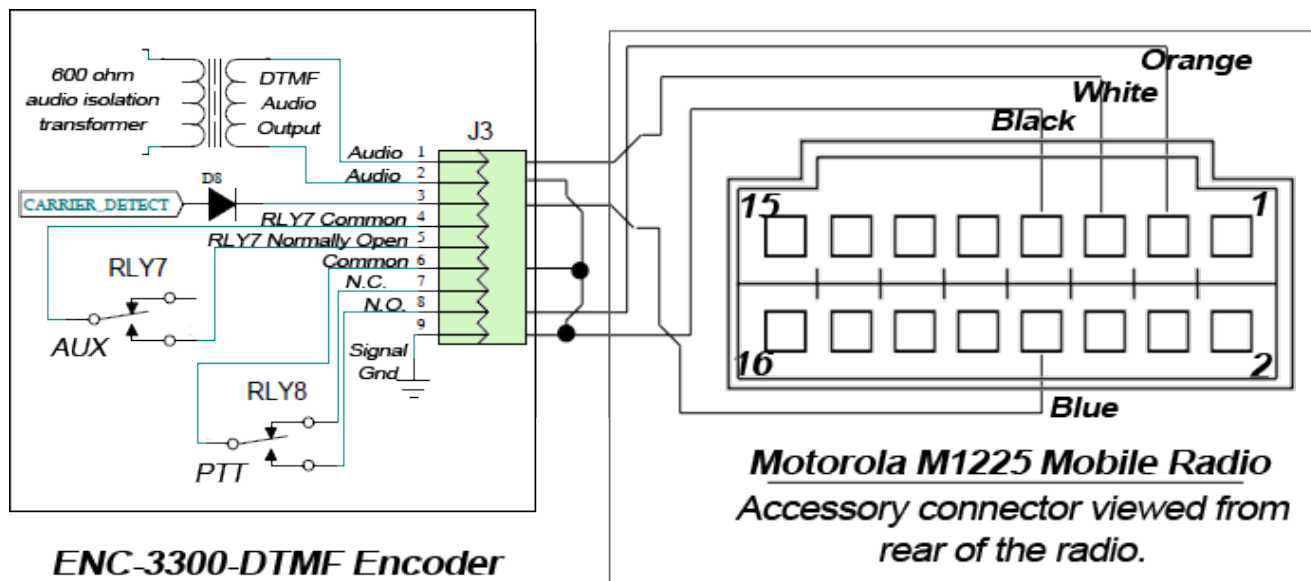 600 ohm
audio isolation
transformer
DTMF
Audio
Output
J3
Audio 1
Audio 2
D8
CARRIER_DETECT
3
RLY7 Common 4
RLY7 Normally Open 5
Common 6
N.C. 7
N.O. 8
9
RLY7
AUX
Signal
Gnd
RLY8
PTT
ENC-3300-DTMF Encoder
Orange
White
Black
15
1
16
2
Blue
Motorola M1225 Mobile Radio
Accessory connector viewed from
rear of the radio.